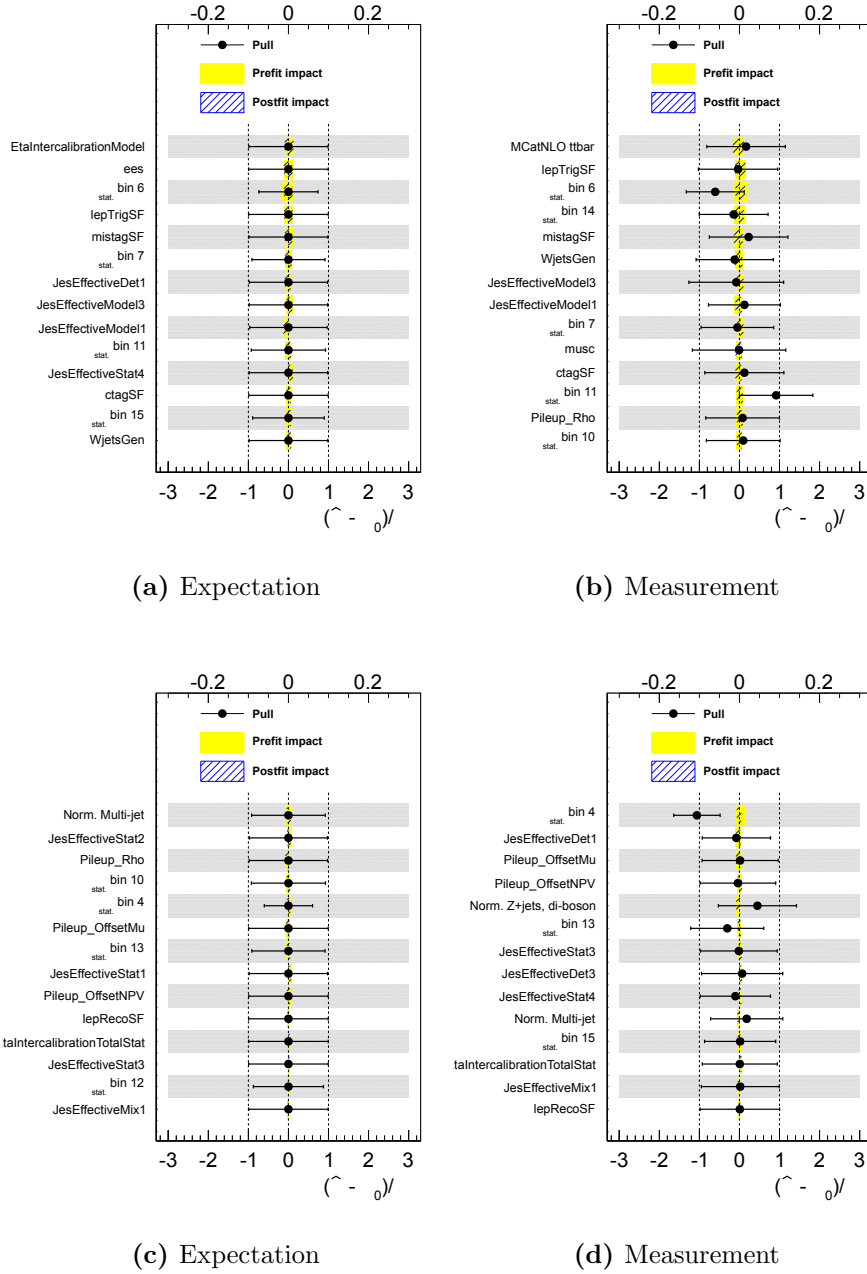 -0.2 0 0.2
Pull
Prefit impact
Postfit impact
EtaIntercalibrationModel
ees
stat. bin 6
lepTrigSF
mistagSF
stat. bin 7
JesEffectiveDet1
JesEffectiveModel3
JesEffectiveModel1
stat. bin 11
JesEffectiveStat4
ctagSF
stat. bin 15
WjetsGen
-3 -2 -1 0 1 2 3
(ˆ - 0)/
(a) Expectation
-0.2 0 0.2
Pull
Prefit impact
Postfit impact
MCatNLO ttbar
lepTrigSF
stat. bin 6
stat. bin 14
mistagSF
WjetsGen
JesEffectiveModel3
JesEffectiveModel1
stat. bin 7
musc
ctagSF
stat. bin 11
Pileup_Rho
stat. bin 10
-3 -2 -1 0 1 2 3
(ˆ - 0)/
(b) Measurement
-0.2 0 0.2
Pull
Prefit impact
Postfit impact
Norm. Multi-jet
JesEffectiveStat2
Pileup_Rho
stat. bin 10
stat. bin 4
Pileup_OffsetMu
stat. bin 13
JesEffectiveStat1
Pileup_OffsetNPV
lepRecoSF
taIntercalibrationTotalStat
JesEffectiveStat3
stat. bin 12
JesEffectiveMix1
-3 -2 -1 0 1 2 3
(ˆ - 0)/
(c) Expectation
-0.2 0 0.2
Pull
Prefit impact
Postfit impact
stat. bin 4
JesEffectiveDet1
Pileup_OffsetMu
Pileup_OffsetNPV
Norm. Z+jets, di-boson
stat. bin 13
JesEffectiveStat3
JesEffectiveDet3
JesEffectiveStat4
Norm. Multi-jet
stat. bin 15
taIntercalibrationTotalStat
JesEffectiveMix1
lepRecoSF
-3 -2 -1 0 1 2 3
(ˆ - 0)/
(d) Measurement